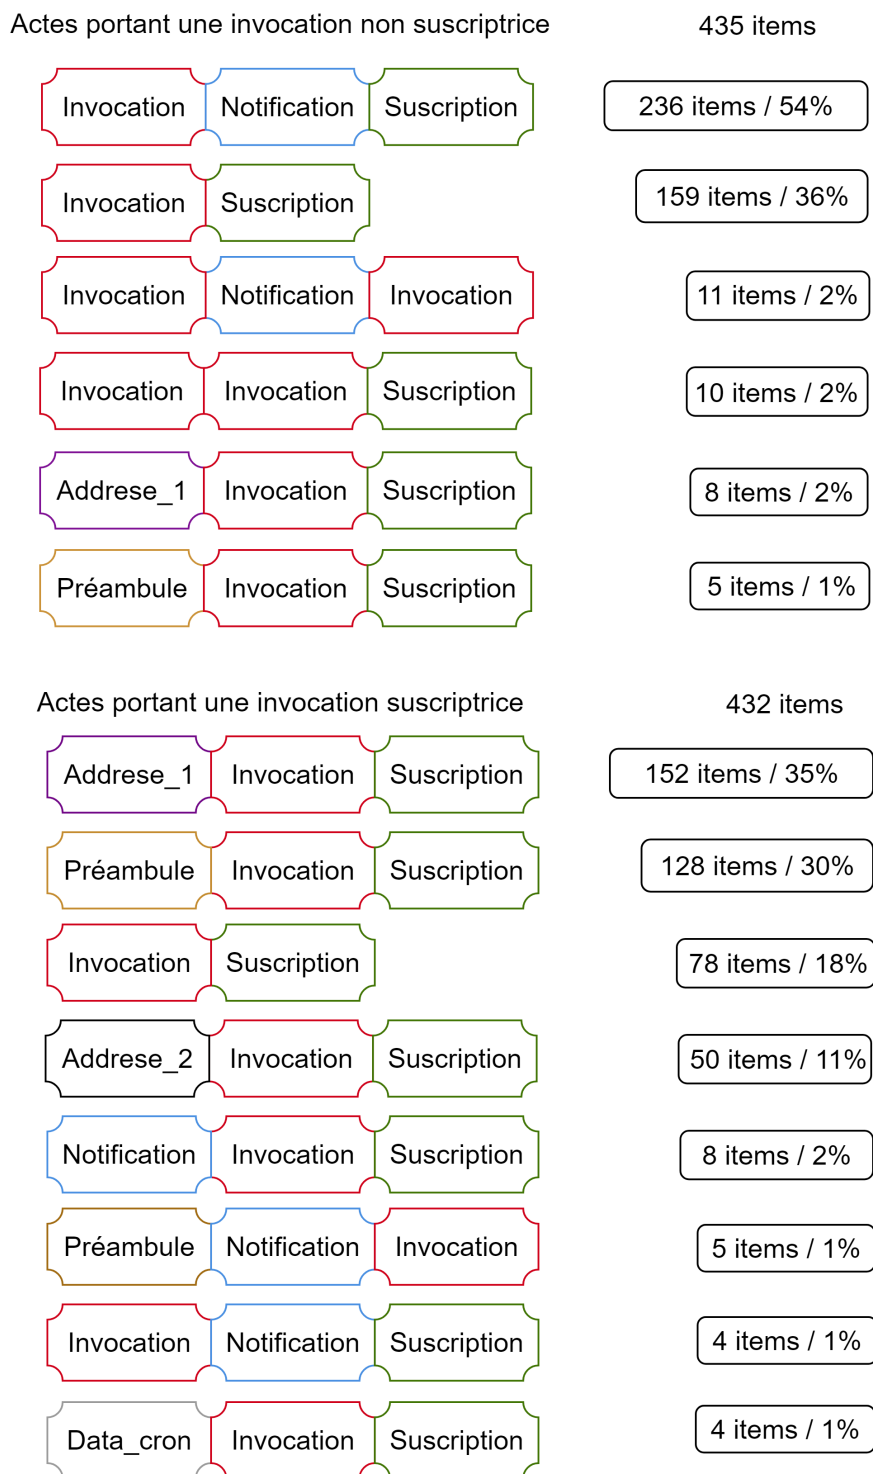 Actes portant une invocation non suscriptrice 435 items
Invocation Notification Suscription 236 items / 54%
Invocation Suscription 159 items / 36%
Invocation Notification Invocation 11 items / 2%
Invocation Invocation Suscription 10 items / 2%
Addrese_1 Invocation Suscription 8 items / 2%
Préambule Invocation Suscription 5 items / 1%
Actes portant une invocation suscriptrice 432 items
Addrese_1 Invocation Suscription 152 items / 35%
Préambule Invocation Suscription 128 items / 30%
Invocation Suscription 78 items / 18%
Addrese_2 Invocation Suscription 50 items / 11%
Notification Invocation Suscription 8 items / 2%
Préambule Notification Invocation 5 items / 1%
Invocation Notification Suscription 4 items / 1%
Data_cron Invocation Suscription 4 items / 1%